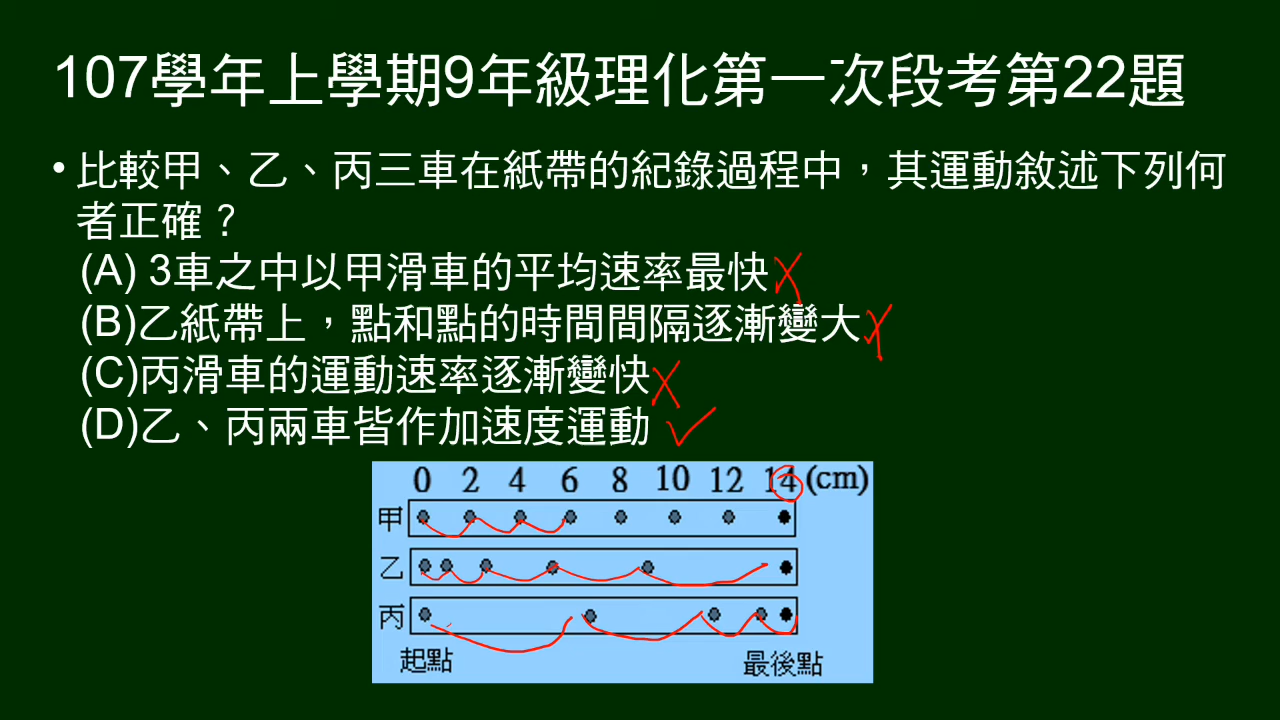 107學年上學期9年級理化第一次段考第22題
• 比較甲、乙、丙三車在紙帶的紀錄過程中，其運動敘述下列何
者正確？
(A) 3車之中以甲滑車的平均速率最快
(B)乙紙帶上，點和點的時間間隔逐漸變大
(C)丙滑車的運動速率逐漸變快
(D)乙、丙兩車皆作加速度運動
0 2 4 6 8 10 12 14 (cm)
甲
乙
丙
起點 最後點